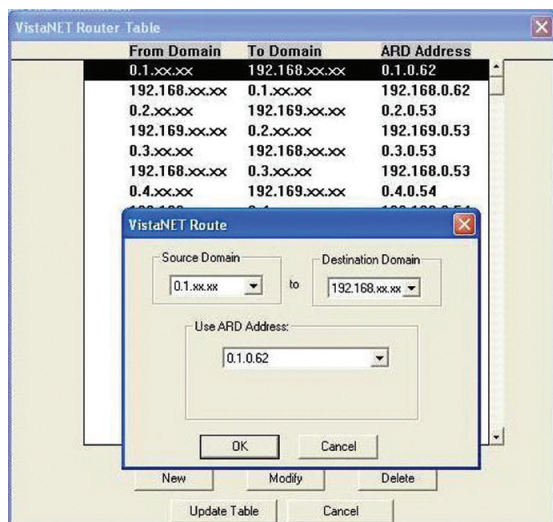 VistaNET Router Table
From Domain To Domain ARD Address
0.1.xx.xx 192.168.xx.xx 0.1.0.62
192.168.xx.xx 0.1.xx.xx 192.168.0.62
0.2.xx.xx 192.169.xx.xx 0.2.0.53
192.169.xx.xx 0.2.xx.xx 192.169.0.53
0.3.xx.xx 192.168.xx.xx 0.3.0.53
192.168.xx.xx 0.3.xx.xx 192.168.0.53
0.4.xx.xx 192.169.xx.xx 0.4.0.54
VistaNET Route
Source Domain
Destination Domain
0.1.xx.xx to 192.168.xx.xx
Use ARD Address:
0.1.0.62
OK Cancel
New Modify Delete
Update Table Cancel